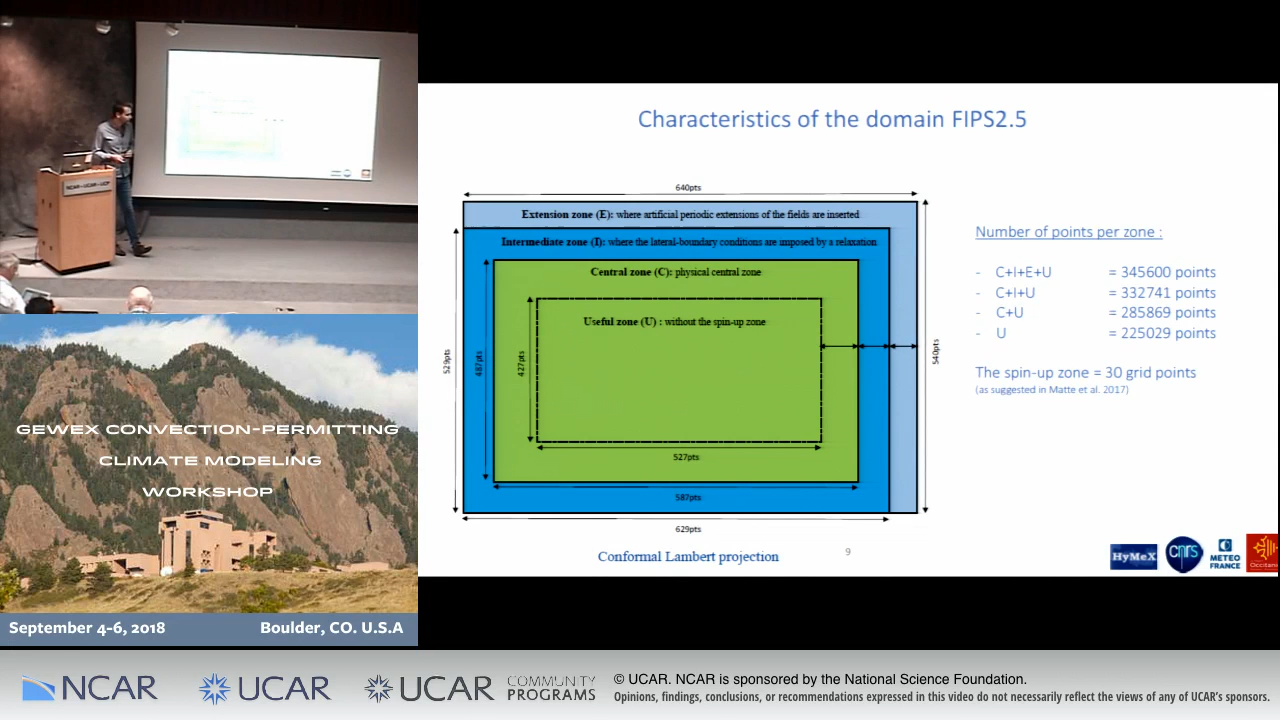 NCAR-UCAR-UCP
GEWEX CONVECTION-PERMITTING
CLIMATE MODELING
WORKSHOP
September 4-6, 2018
Boulder, CO. U.S.A
Characteristics of the domain FIPS2.5
640pts
Extension zone (E): where artificial periodic extensions of the fields are inserted
Intermediate zone (I): where the lateral-boundary conditions are imposed by a relaxation
Central zone (C): physical central zone
Useful zone (U) : without the spin-up zone
529pts
487pts
427pts
540pts
527pts
587pts
629pts
Conformal Lambert projection
9
Number of points per zone :
- C+I+E+U = 345600 points
- C+I+U = 332741 points
- C+U = 285869 points
- U = 225029 points
The spin-up zone = 30 grid points
(as suggested in Matte et al. 2017)
HyMeX
cnrs
METEO
FRANCE
Occitanie
NCAR
UCAR
UCAR
COMMUNITY
PROGRAMS
© UCAR. NCAR is sponsored by the National Science Foundation.
Opinions, findings, conclusions, or recommendations expressed in this video do not necessarily reflect the views of any of UCAR's sponsors.